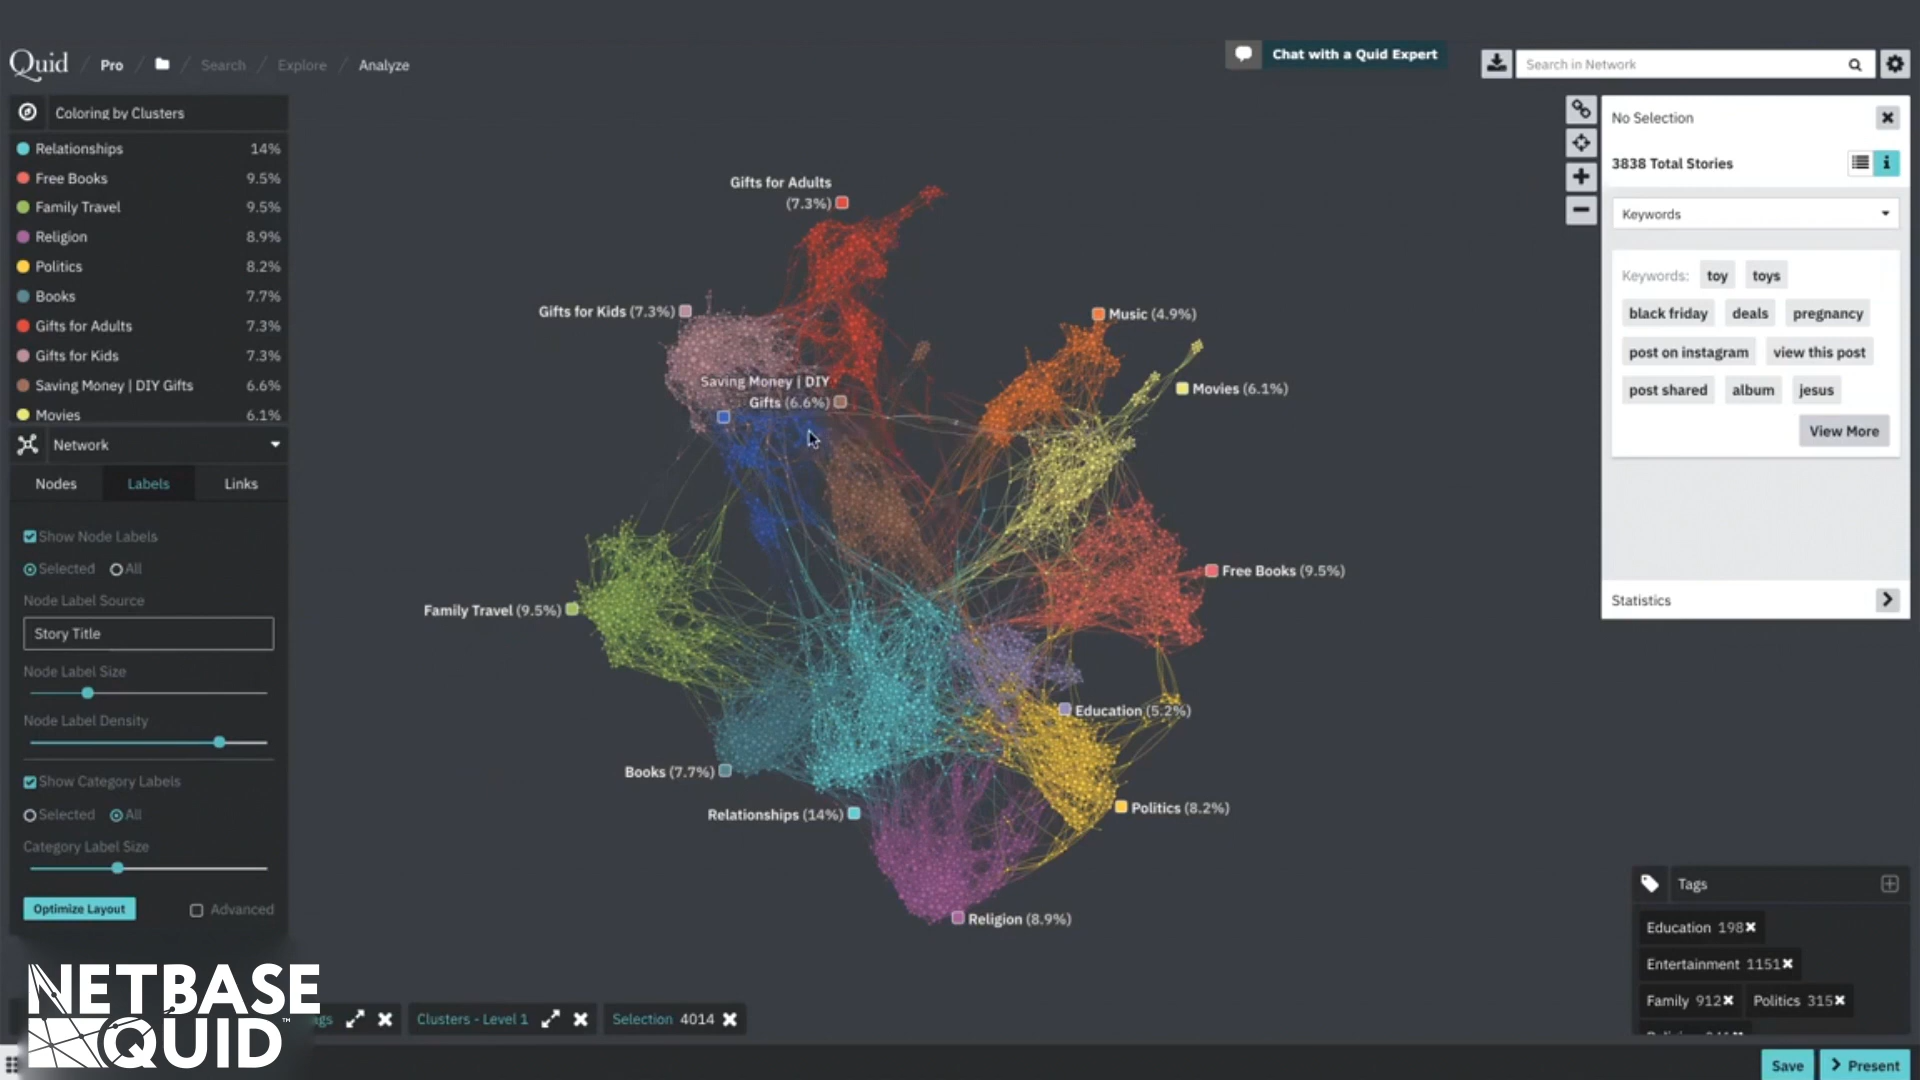 Quid / Pro / / Search / Explore / Analyze
Chat with a Quid Expert
Search in Network
Coloring by Clusters
Relationships 14%
Free Books 9.5%
Family Travel 9.5%
Religion 8.9%
Politics 8.2%
Books 7.7%
Gifts for Adults 7.3%
Gifts for Kids 7.3%
Saving Money | DIY Gifts 6.6%
Movies 6.1%
Network
Nodes Labels Links
Show Node Labels
Selected All
Node Label Source
Story Title
Node Label Size
Node Label Density
Show Category Labels
Selected All
Category Label Size
Optimize Layout Advanced
Gifts for Adults
(7.3%)
Gifts for Kids (7.3%)
Music (4.9%)
Saving Money | DIY
Gifts (6.6%)
Movies (6.1%)
Free Books (9.5%)
Family Travel (9.5%)
Education (5.2%)
Books (7.7%)
Relationships (14%)
Politics (8.2%)
Religion (8.9%)
No Selection
3838 Total Stories
Keywords
Keywords: toy toys
black friday deals pregnancy
post on instagram view this post
post shared album jesus
View More
Statistics
Tags
Education 198
Entertainment 1151
Family 912 Politics 315
NETBASE
QUID™
Clusters - Level 1
Selection 4014
Save
Present